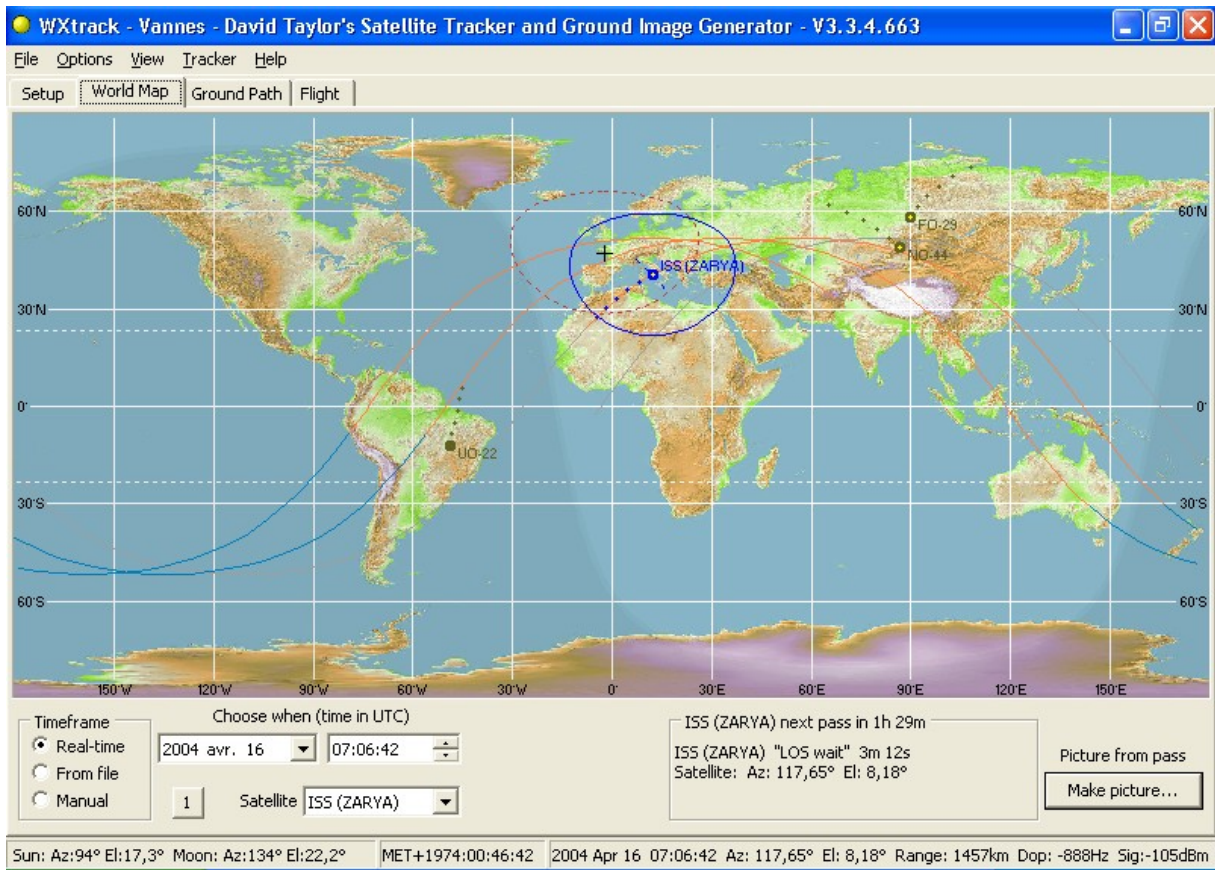 WXtrack - Vannes - David Taylor's Satellite Tracker and Ground Image Generator - V3.3.4.663
File Options View Tracker Help
Setup World Map Ground Path Flight
60°N 60°N
FO-29
NO-44
ISS (ZARYA)
30°N 30°N
0° 0°
UO-22
30°S 30°S
60°S 60°S
150°W 120°W 90°W 60°W 30°W 0° 30°E 60°E 90°E 120°E 150°E
Timeframe
Real-time
From file
Manual
Choose when (time in UTC)
2004 avr. 16 07:06:42
1 Satellite ISS (ZARYA)
ISS (ZARYA) next pass in 1h 29m
ISS (ZARYA) "LOS wait" 3m 12s
Satellite: Az: 117,65° El: 8,18°
Picture from pass
Make picture...
Sun: Az:94° El:17,3° Moon: Az:134° El:22,2° MET+1974:00:46:42 2004 Apr 16 07:06:42 Az: 117,65° El: 8,18° Range: 1457km Dop: -888Hz Sig:-105dBm